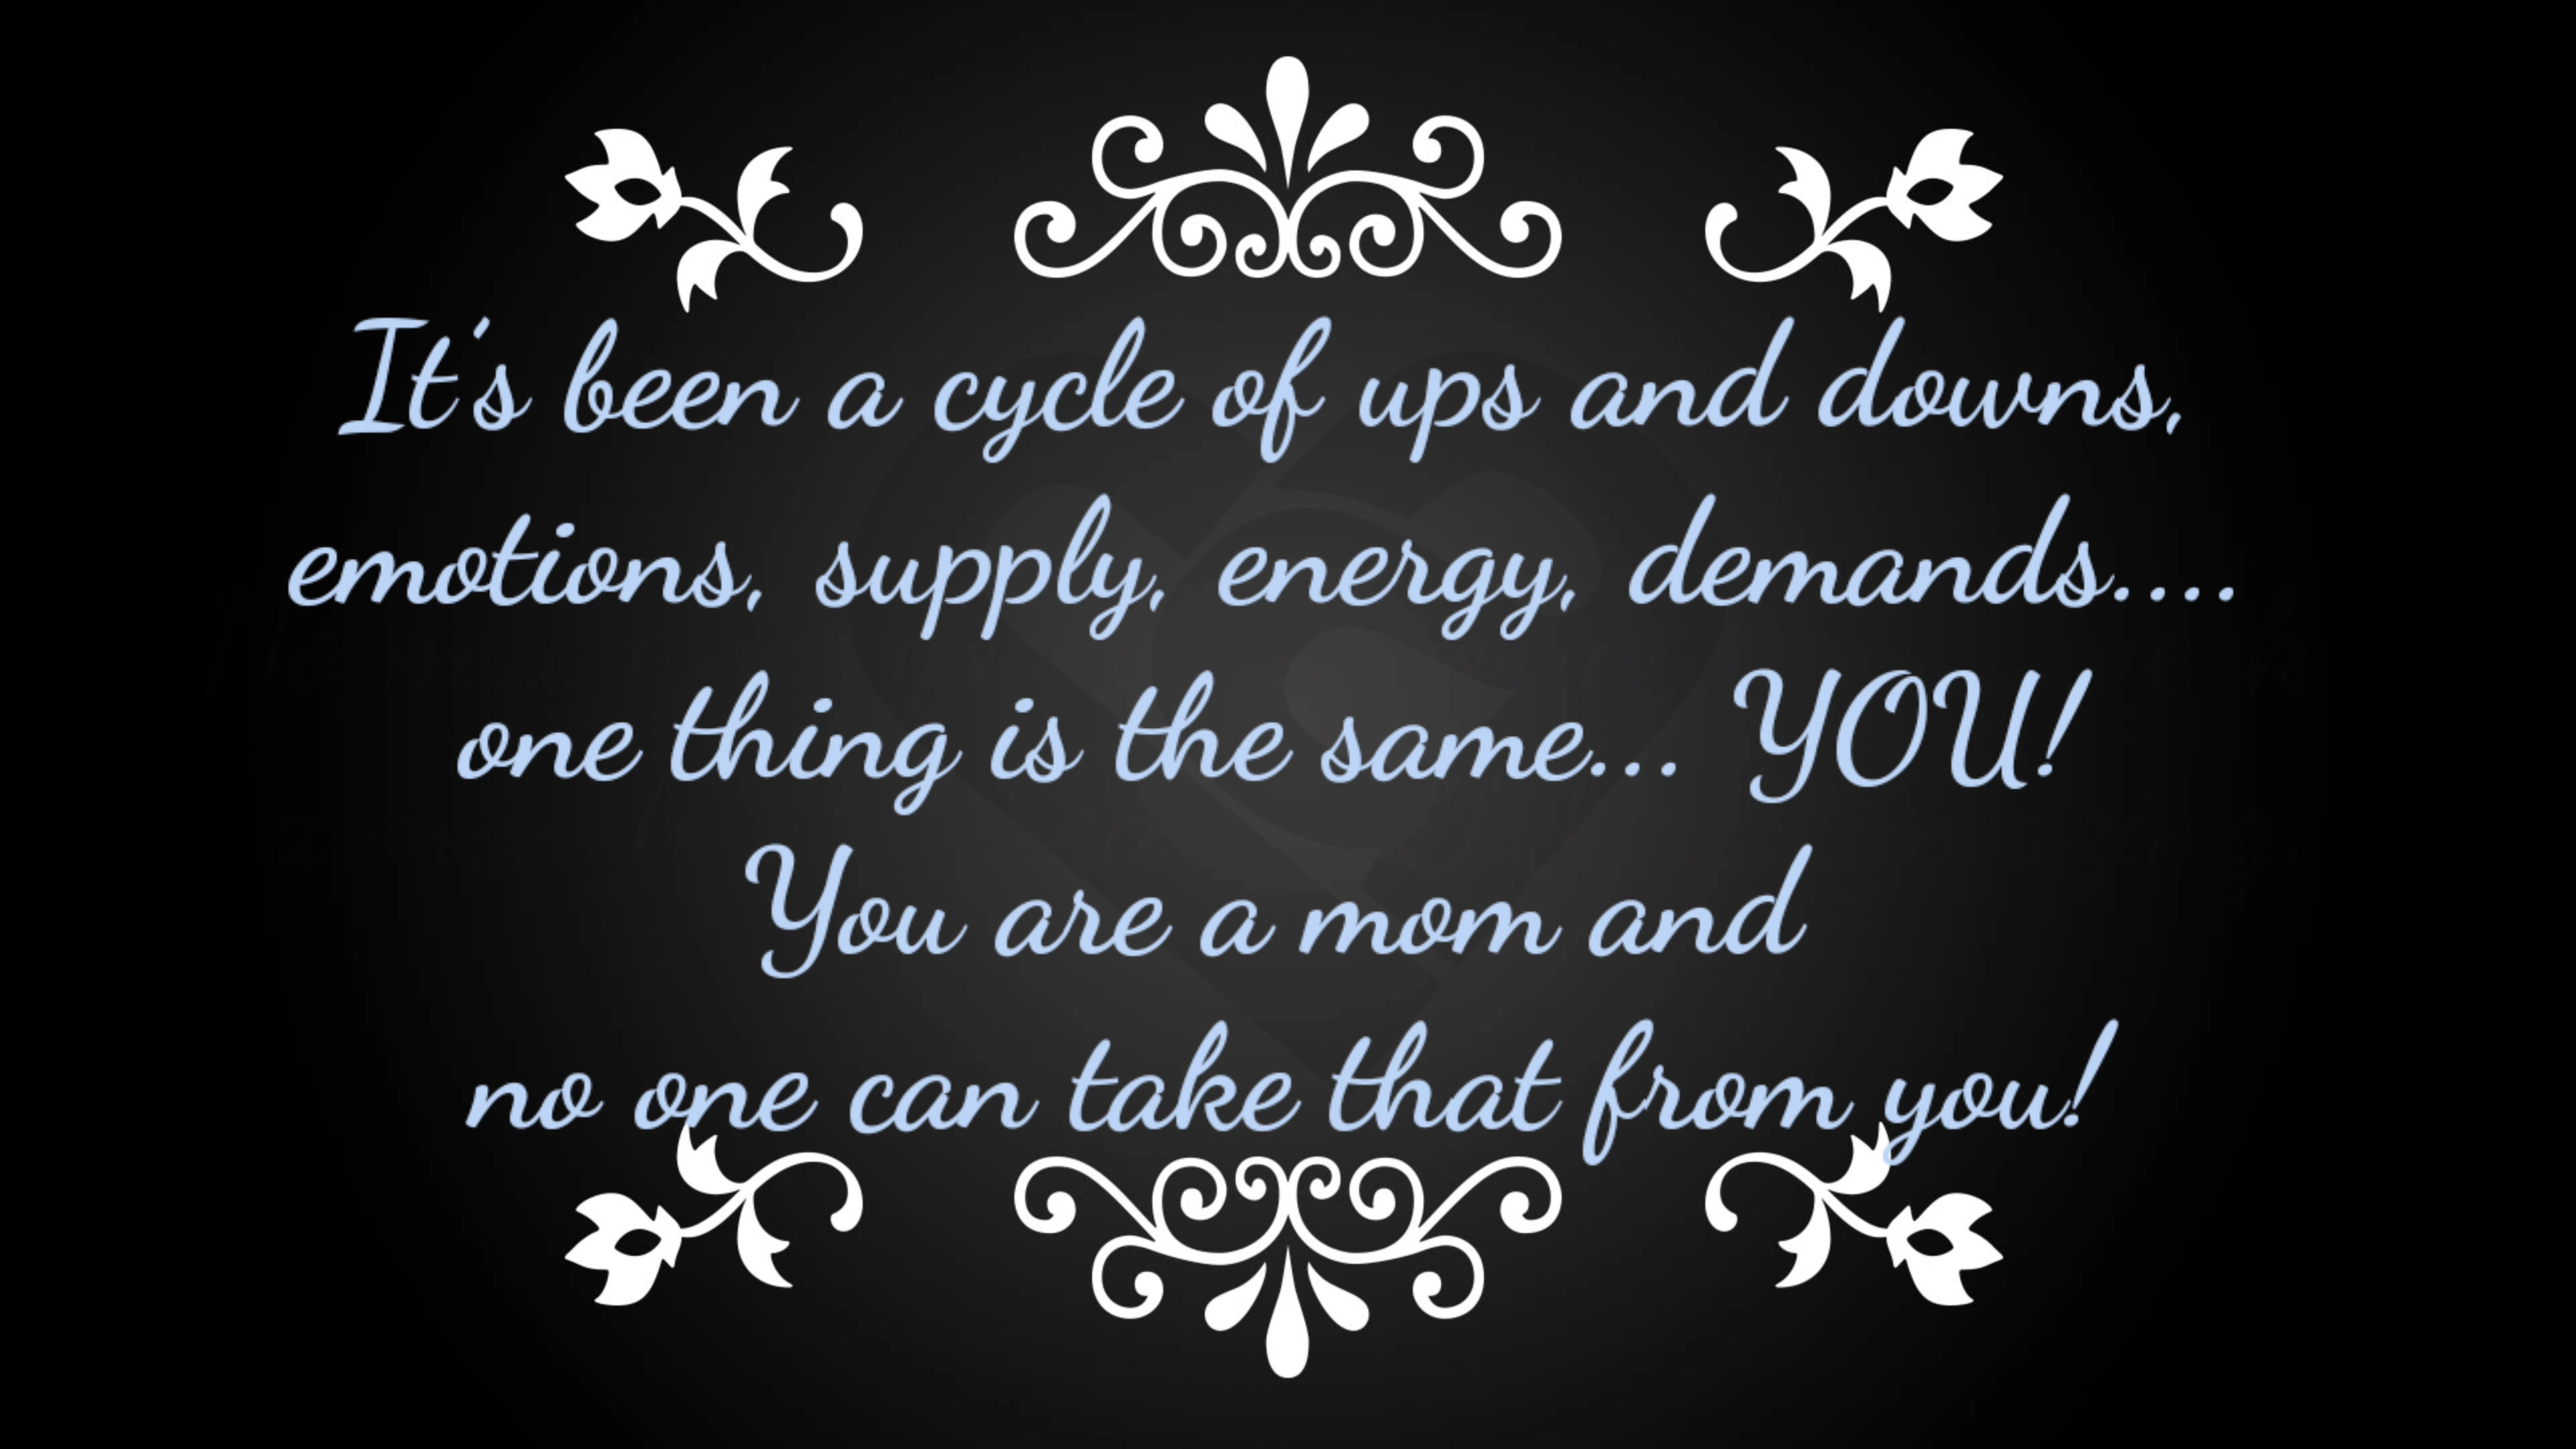 It's been a cycle of ups and downs,
emotions, supply, energy, demands....
one thing is the same... YOU!
You are a mom and
no one can take that from you!